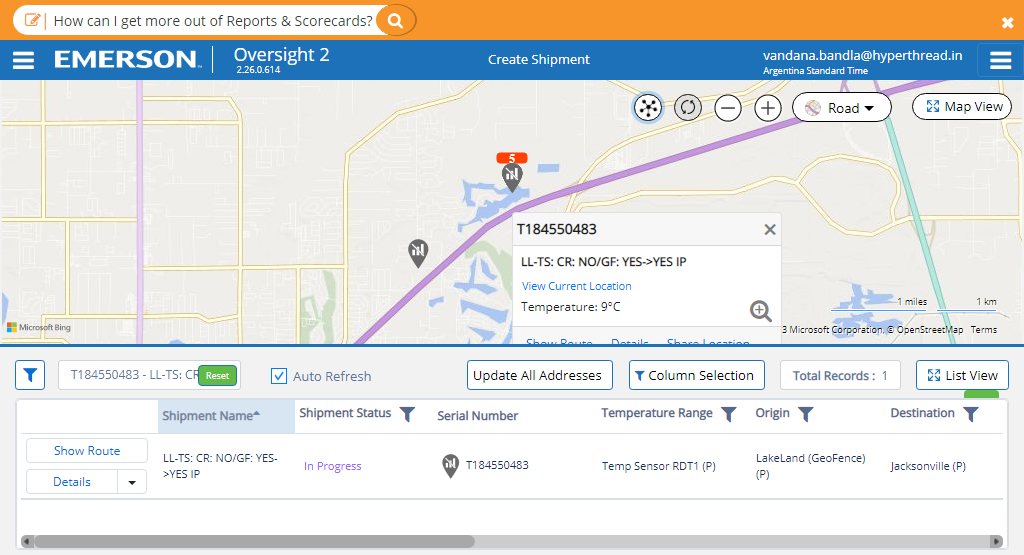 How can I get more out of Reports & Scorecards?
EMERSON
Oversight 2
2.26.0.614
Create Shipment
vandana.bandla@hyperthread.in
Argentina Standard Time
Road
Map View
5
T184550483
LL-TS: CR: NO/GF: YES->YES IP
View Current Location
Temperature: 9°C
Show Route Details Share Location
Microsoft Bing
1 miles 1 km
3 Microsoft Corporation, © OpenStreetMap Terms
T184550483 - LL-TS: CR
Reset
Auto Refresh
Update All Addresses
Column Selection
Total Records : 1
List View
Shipment Name
Shipment Status
Serial Number
Temperature Range
Origin
Destination
Show Route
Details
LL-TS: CR: NO/GF: YES-
>YES IP
In Progress
T184550483
Temp Sensor RDT1 (P)
LakeLand (GeoFence)
(P)
Jacksonville (P)